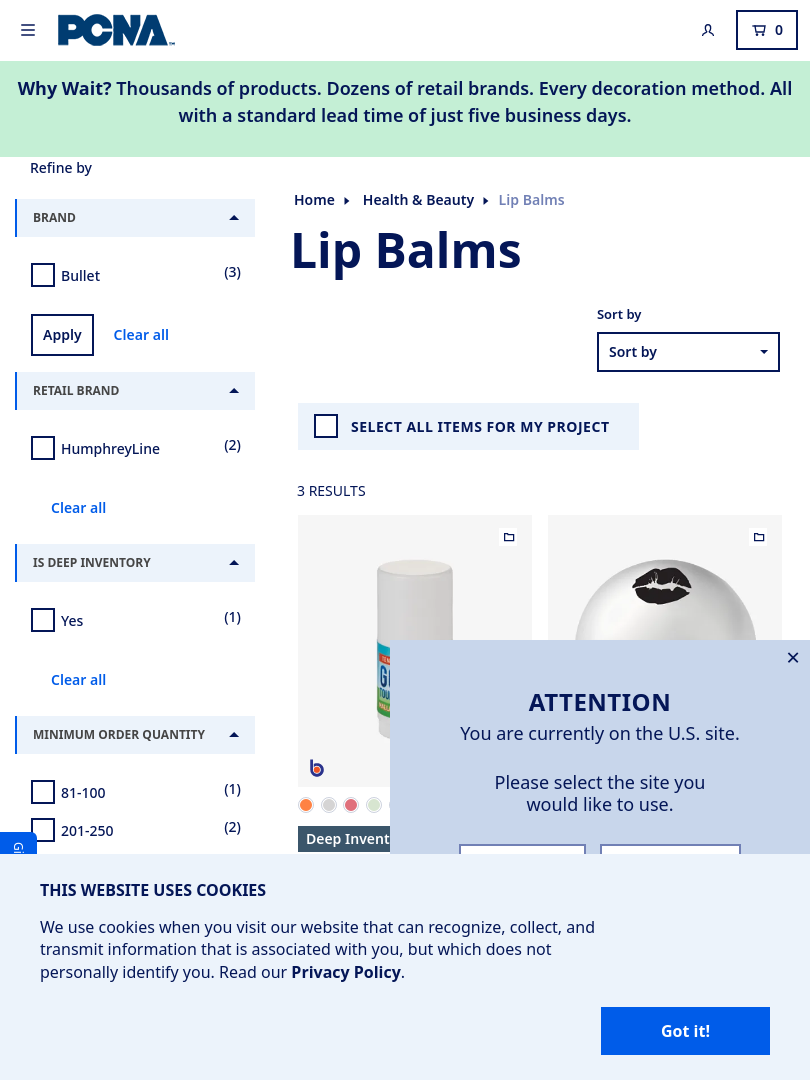 PCNA
0
Why Wait? Thousands of products. Dozens of retail brands. Every decoration method. All
with a standard lead time of just five business days.
Refine by
BRAND
Bullet
(3)
Apply
Clear all
RETAIL BRAND
HumphreyLine
(2)
Clear all
IS DEEP INVENTORY
Yes
(1)
Clear all
MINIMUM ORDER QUANTITY
81-100
(1)
201-250
(2)
Home
Health & Beauty
Lip Balms
Lip Balms
Sort by
Sort by
SELECT ALL ITEMS FOR MY PROJECT
3 RESULTS
Deep Invent
ATTENTION
You are currently on the U.S. site.
Please select the site you
would like to use.
THIS WEBSITE USES COOKIES
We use cookies when you visit our website that can recognize, collect, and
transmit information that is associated with you, but which does not
personally identify you. Read our Privacy Policy.
Got it!